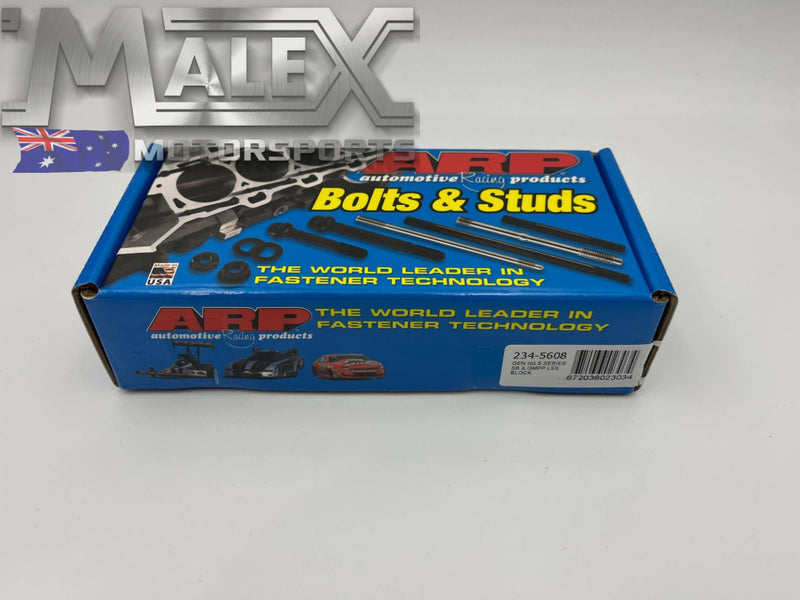 MALEX
MOTORSPORTS
ARP
automotive Racing products
Bolts & Studs
Made in
USA
THE WORLD LEADER IN
FASTENER TECHNOLOGY
ARP
automotive Racing products
THE WORLD LEADER IN
FASTENER TECHNOLOGY
234-5608
GEN III/LS SERIES
SB & GMPP LSX
BLOCK
672036023034